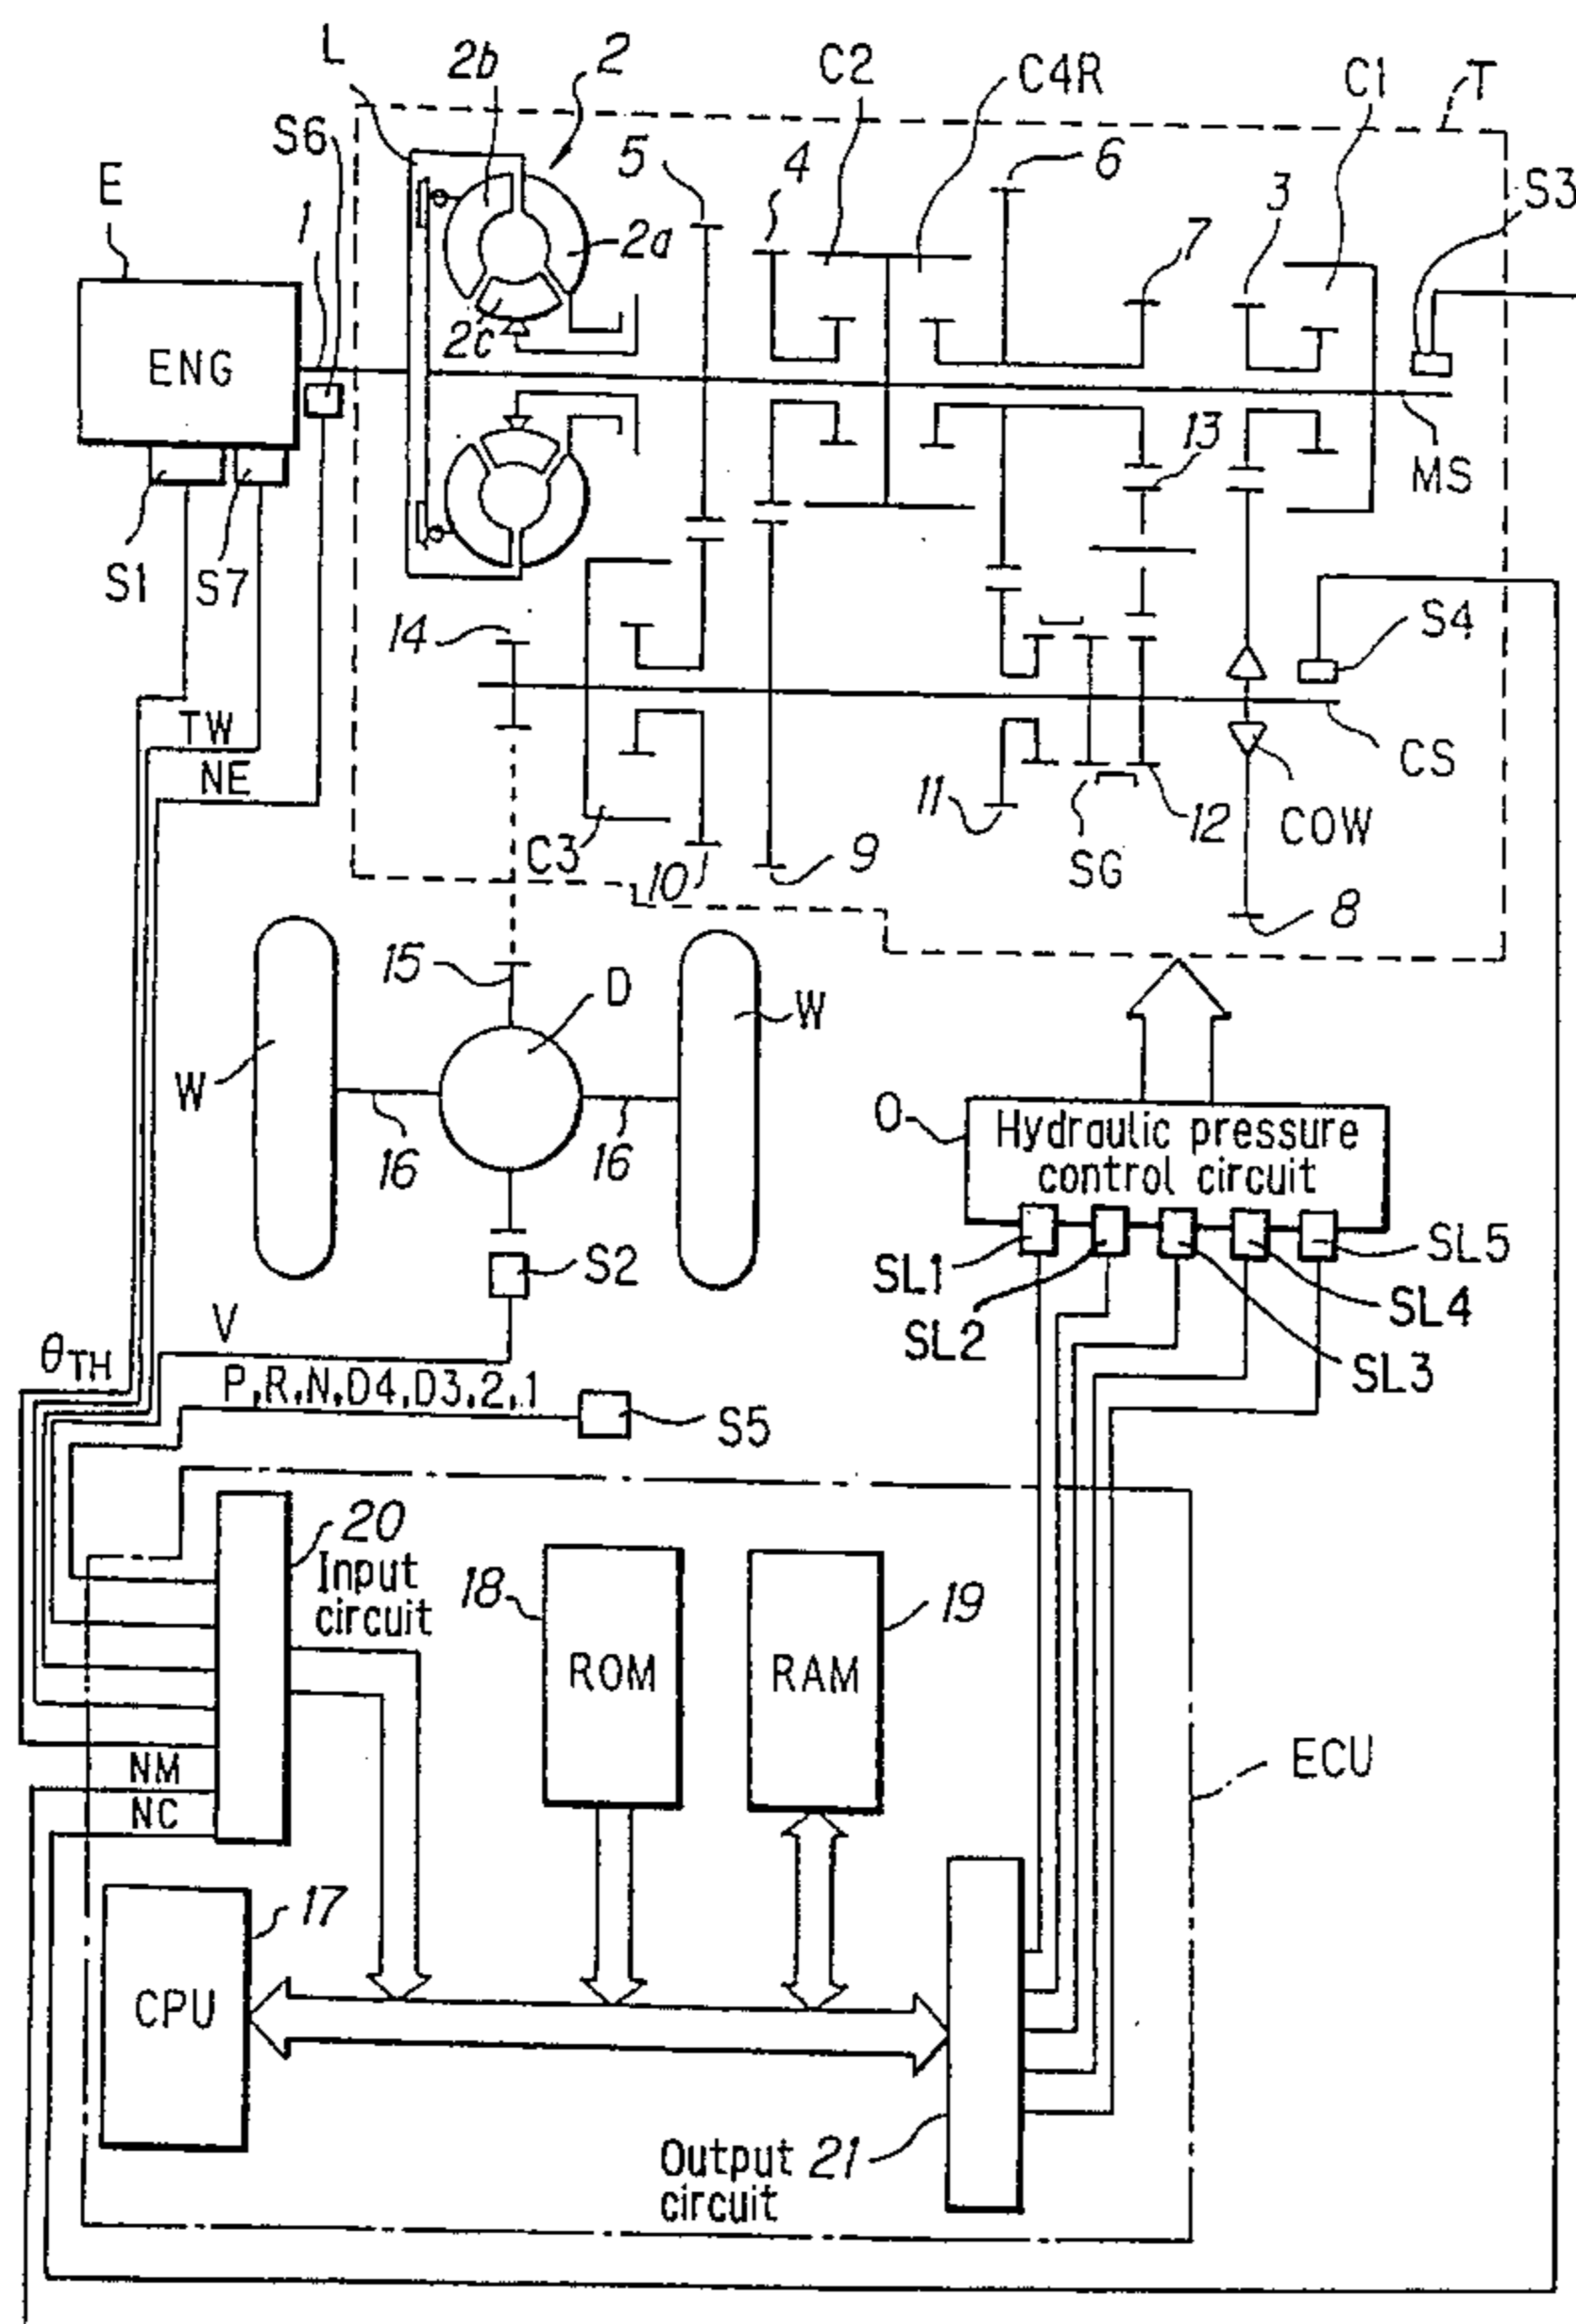 L
2b
2
C2
C4R
C1
T
S6
E
1
5
4
6
3
S3
2a
7
2c
ENG
13
MS
S1
S7
14
S4
TW
NE
CS
C3
10
9
11
SG
12
COW
8
15
D
W
W
16
16
O
Hydraulic pressure
control circuit
S2
SL1
SL2
SL5
SL4
SL3
V
θTH
P,R,N,D4,D3,2,1
S5
20
Input
circuit
18
19
ROM
RAM
NM
NC
ECU
17
CPU
Output
circuit
21